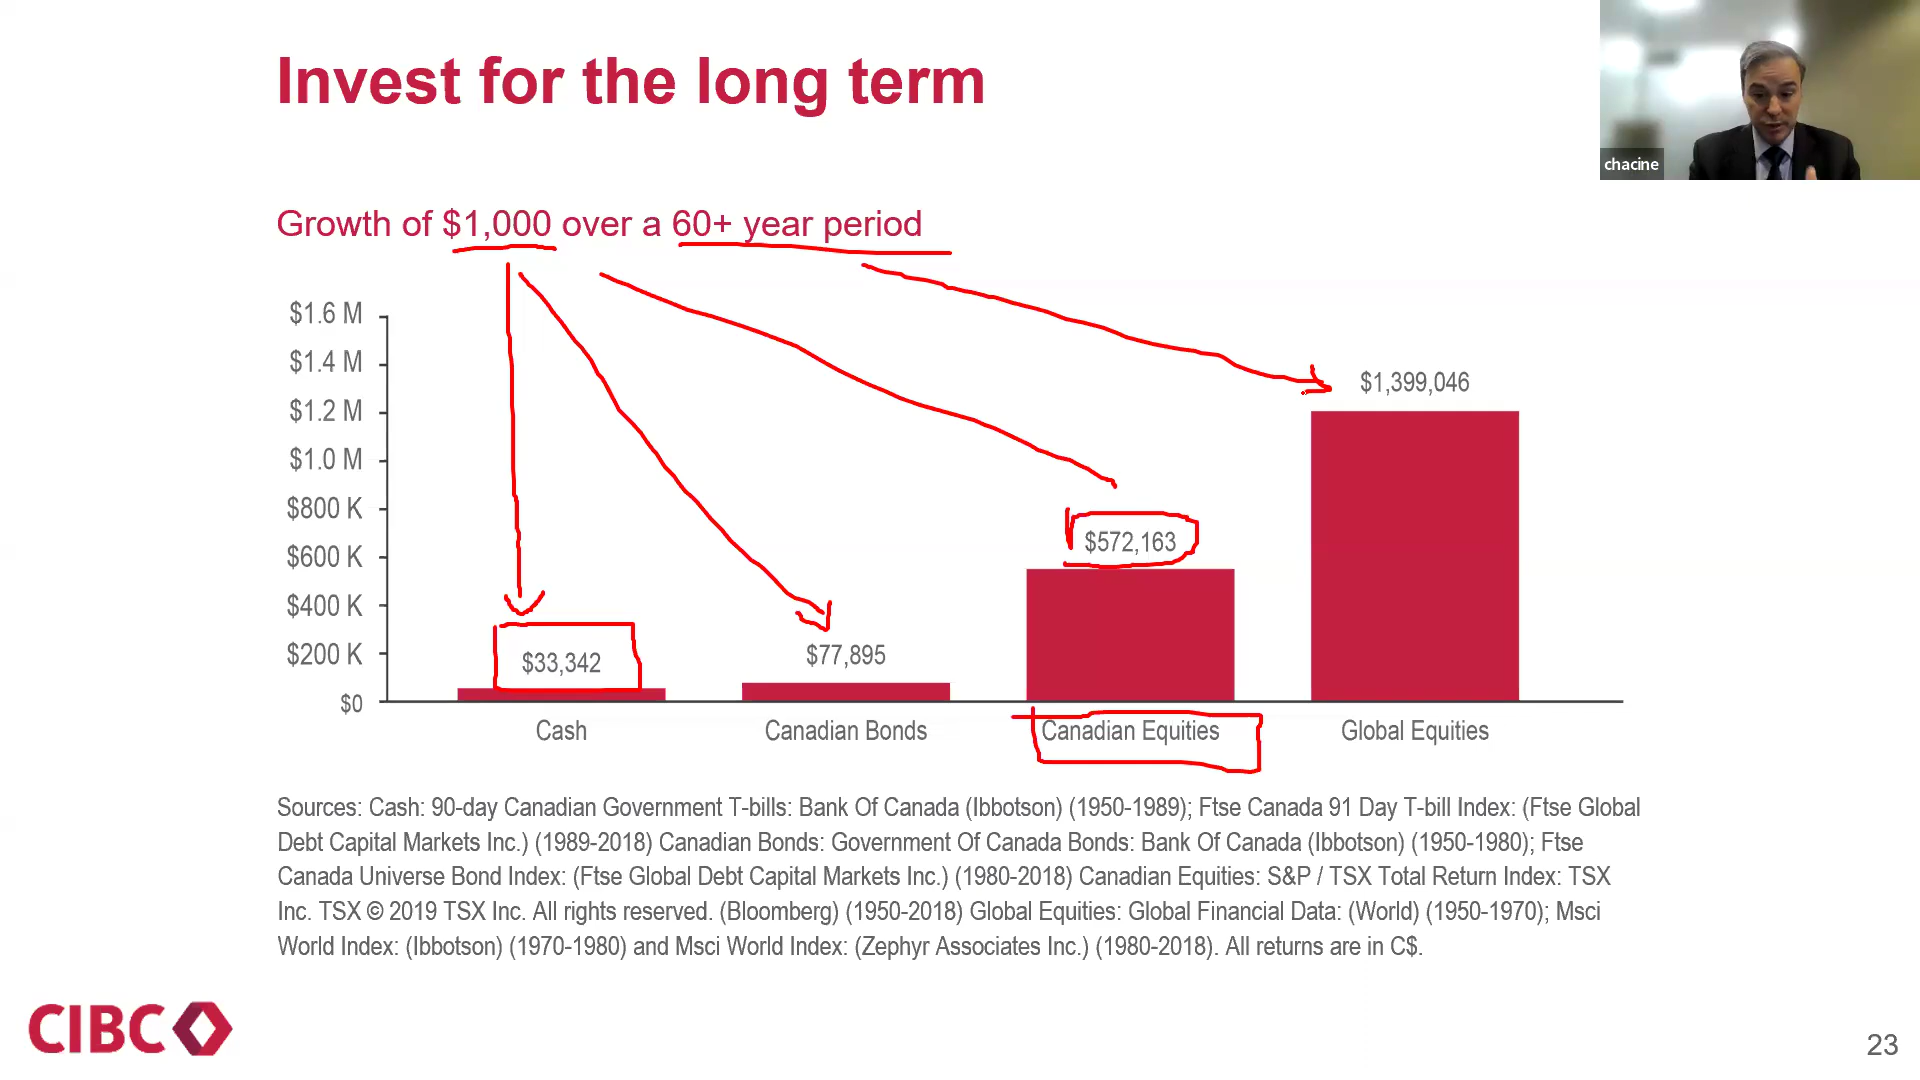 Invest for the long term
chacine
Growth of $1,000 over a 60+ year period
$1.6 M
$1.4 M
$1.2 M
$1.0 M
$800 K
$600 K
$400 K
$200 K
$0
$33,342
$77,895
$572,163
$1,399,046
Cash
Canadian Bonds
Canadian Equities
Global Equities
Sources: Cash: 90-day Canadian Government T-bills: Bank Of Canada (Ibbotson) (1950-1989); Ftse Canada 91 Day T-bill Index: (Ftse Global
Debt Capital Markets Inc.) (1989-2018) Canadian Bonds: Government Of Canada Bonds: Bank Of Canada (Ibbotson) (1950-1980); Ftse
Canada Universe Bond Index: (Ftse Global Debt Capital Markets Inc.) (1980-2018) Canadian Equities: S&P / TSX Total Return Index: TSX
Inc. TSX © 2019 TSX Inc. All rights reserved. (Bloomberg) (1950-2018) Global Equities: Global Financial Data: (World) (1950-1970); Msci
World Index: (Ibbotson) (1970-1980) and Msci World Index: (Zephyr Associates Inc.) (1980-2018). All returns are in C$.
CIBC
23